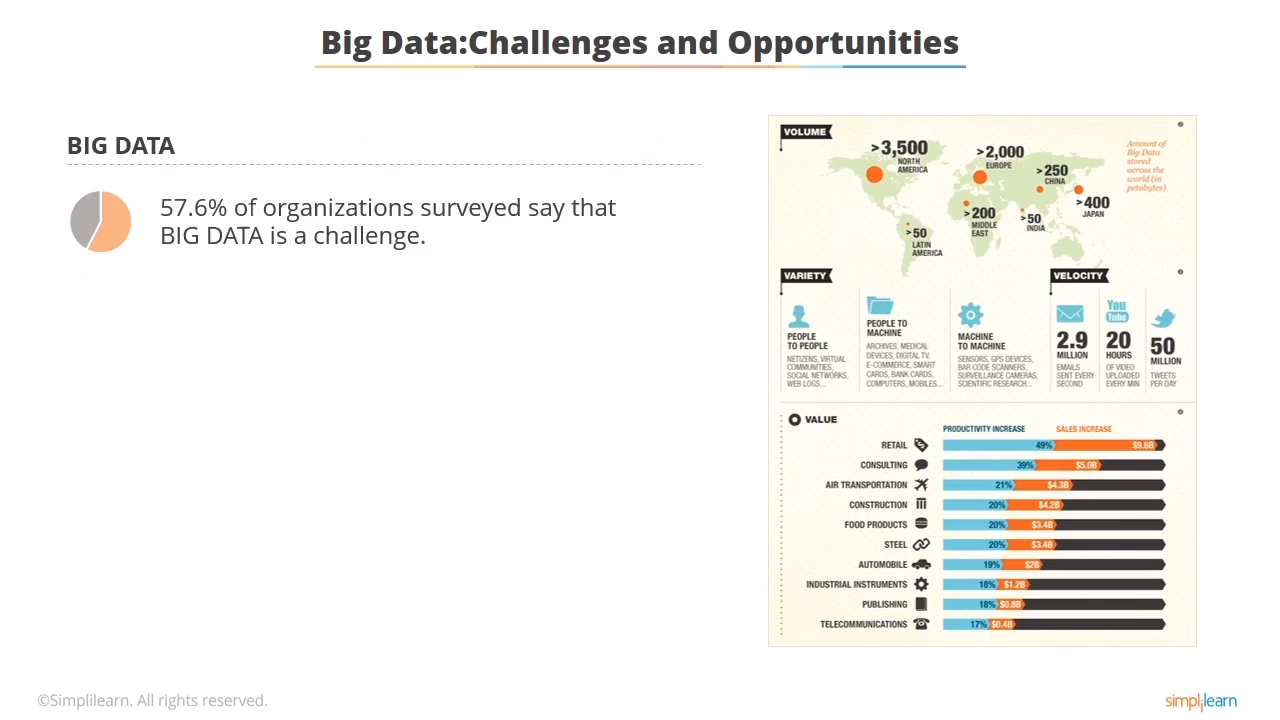 Big Data:Challenges and Opportunities
BIG DATA
57.6% of organizations surveyed say that
BIG DATA is a challenge.
VOLUME
>3,500
NORTH
AMERICA
>2,000
EUROPE
>250
CHINA
>400
JAPAN
>200
MIDDLE
EAST
>50
INDIA
>50
LATIN
AMERICA
Amount of
Big Data
stored
across the
world (in
petabytes)
VARIETY
PEOPLE
TO PEOPLE
NETIZENS, VIRTUAL
COMMUNITIES,
SOCIAL NETWORKS,
WEB LOGS...
PEOPLE TO
MACHINE
ARCHIVES, MEDICAL
DEVICES, DIGITAL TV,
E-COMMERCE, SMART
CARDS, BANK CARDS,
COMPUTERS, MOBILES...
MACHINE
TO MACHINE
SENSORS, GPS DEVICES,
BAR CODE SCANNERS,
SURVEILLANCE CAMERAS,
SCIENTIFIC RESEARCH...
VELOCITY
2.9
MILLION
EMAILS
SENT EVERY
SECOND
You
Tube
20
HOURS
OF VIDEO
UPLOADED
EVERY MIN
50
MILLION
TWEETS
PER DAY
VALUE
PRODUCTIVITY INCREASE SALES INCREASE
RETAIL 49% $9.6B
CONSULTING 39% $5.0B
AIR TRANSPORTATION 21% $4.3B
CONSTRUCTION 20% $4.2B
FOOD PRODUCTS 20% $3.4B
STEEL 20% $3.4B
AUTOMOBILE 19% $2B
INDUSTRIAL INSTRUMENTS 18% $1.2B
PUBLISHING 18% $0.8B
TELECOMMUNICATIONS 17% $0.4B
©Simplilearn. All rights reserved.
simplilearn